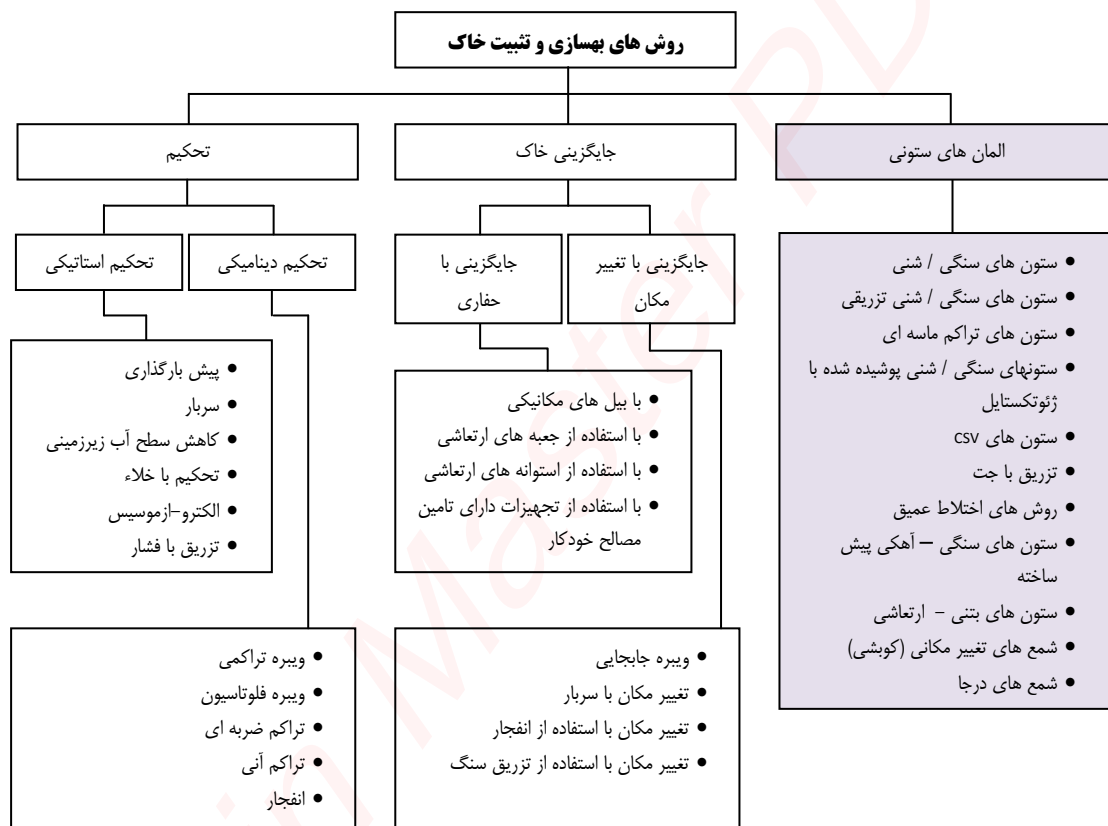 روش های بهسازی و تثبیت خاک
المان های ستونی
جایگزینی خاک
تحکیم
جایگزینی با تغییر
مکان
جایگزینی با
حفاری
تحکیم دینامیکی
تحکیم استاتیکی
• ستون های سنگی / شنی
• ستون های سنگی / شنی تزریقی
• ستون های تراکم ماسه ای
• ستونهای سنگی / شنی پوشیده شده با
ژئوتکستایل
• ستون های csv
• تزریق با جت
• روش های اختلاط عمیق
• ستون های سنگی – آهکی پیش
ساخته
• ستون های بتنی - ارتعاشی
• شمع های تغییر مکانی (کوبشی)
• شمع های درجا
• با بیل های مکانیکی
• با استفاده از جعبه های ارتعاشی
• با استفاده از استوانه های ارتعاشی
• با استفاده از تجهیزات دارای تامین
مصالح خودکار
• پیش بارگذاری
• سربار
• کاهش سطح آب زیرزمینی
• تحکیم با خلاء
• الکترو-ازموسیس
• تزریق با فشار
• ویبره جابجایی
• تغییر مکان با سربار
• تغییر مکان با استفاده از انفجار
• تغییر مکان با استفاده از تزریق سنگ
• ویبره تراکمی
• ویبره فلوتاسیون
• تراکم ضربه ای
• تراکم آنی
• انفجار
in Master PD